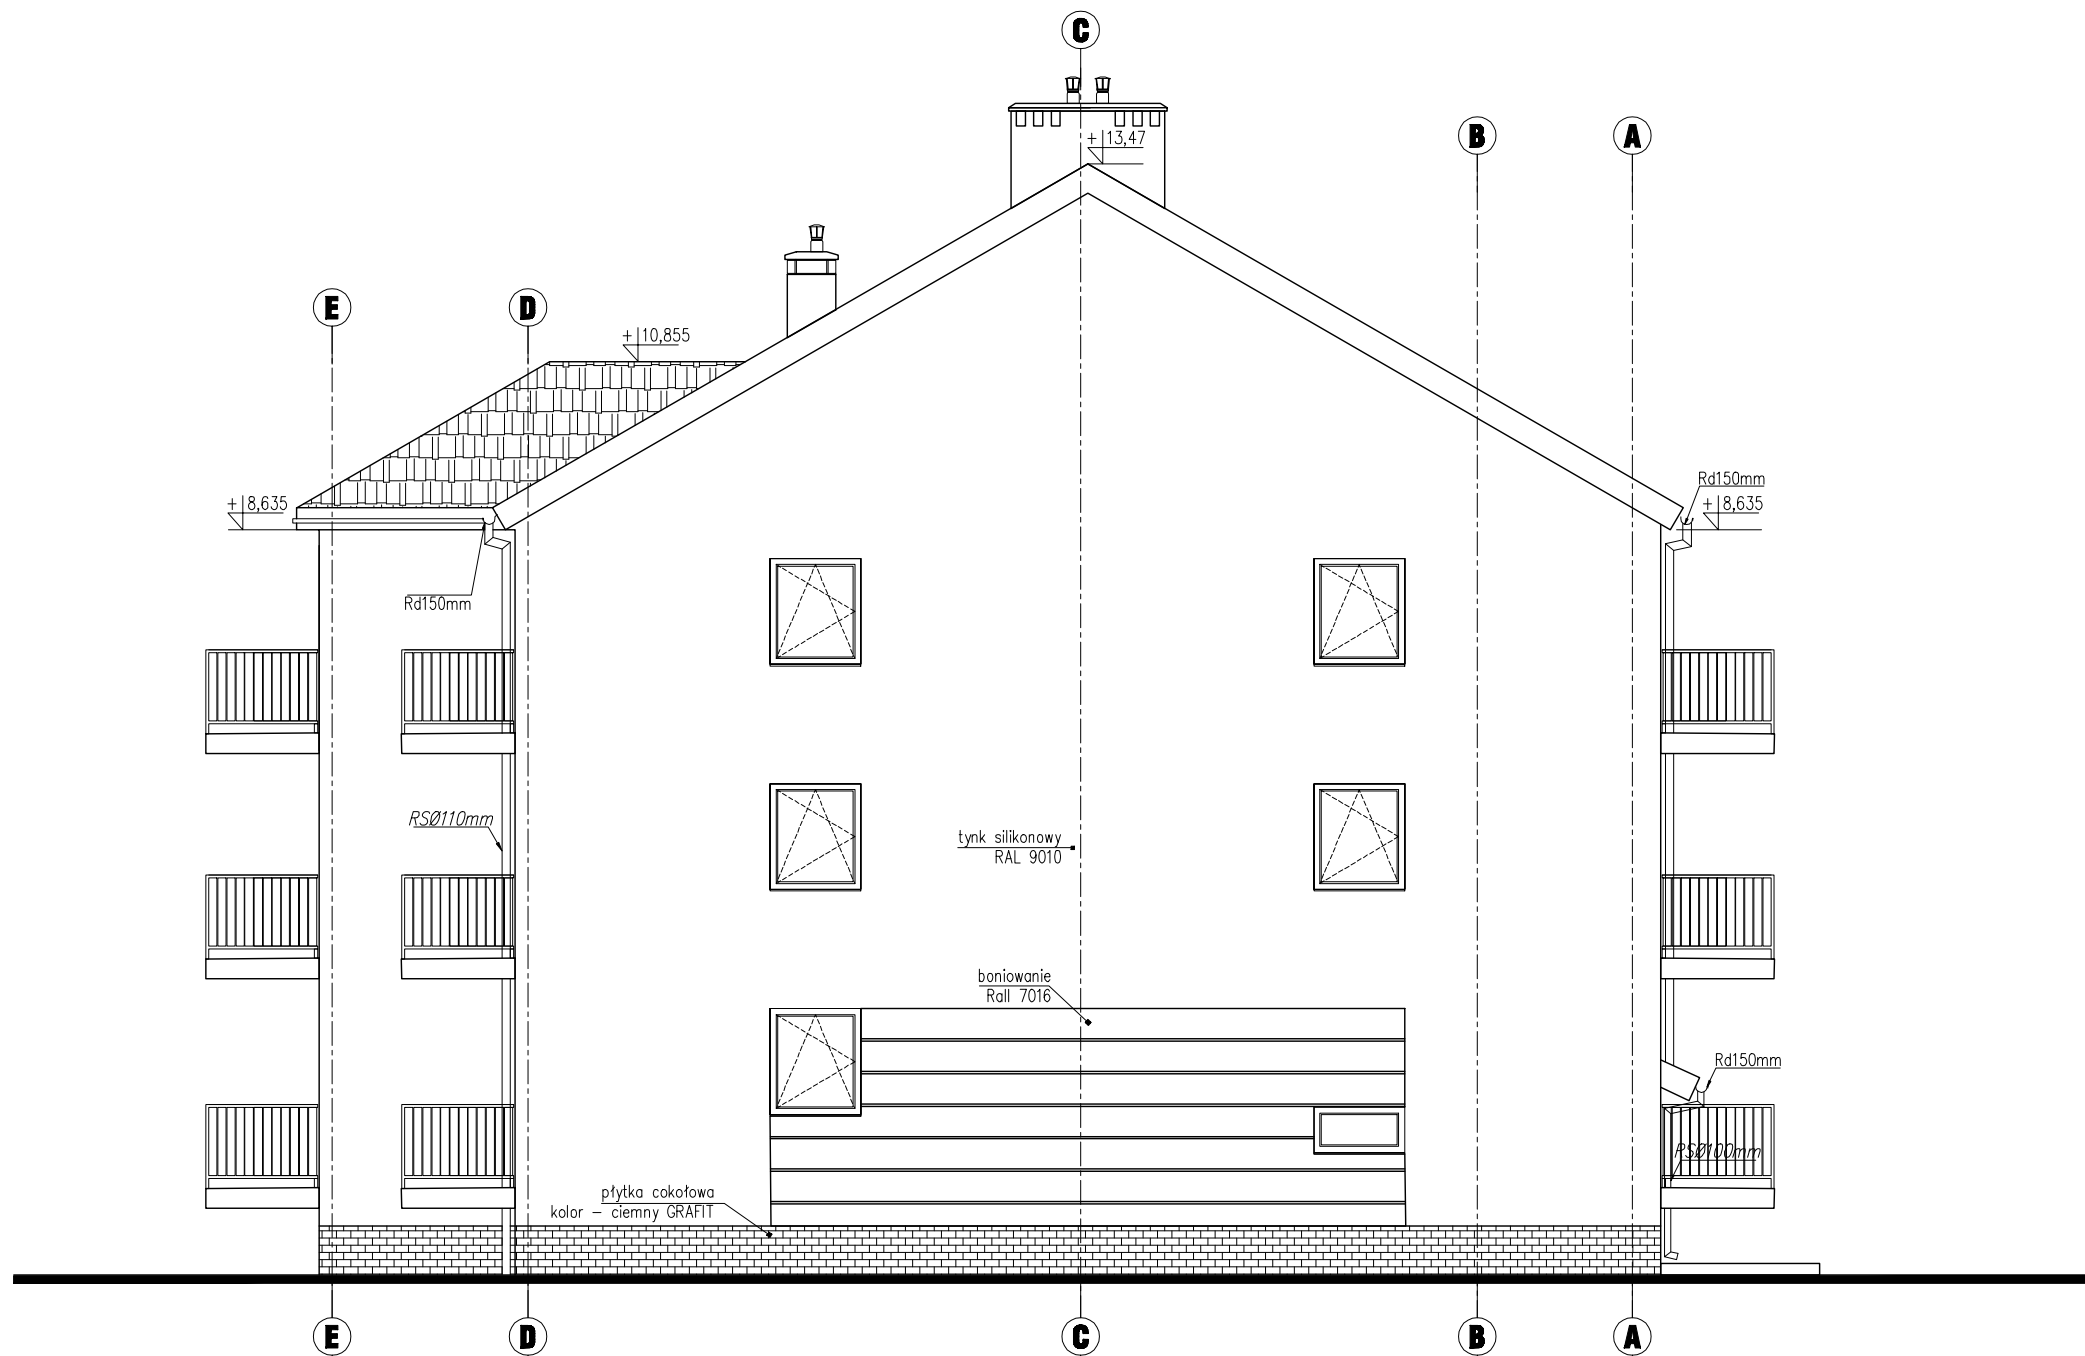 C
B
A
+13,47
E
D
+10,855
Rd150mm
+8,635
+8,635
Rd150mm
RSØ110mm
tynk silikonowy
RAL 9010
boniowanie
Rall 7016
Rd150mm
RSØ100mm
płytka cokołowa
kolor – ciemny GRAFIT
E
D
C
B
A